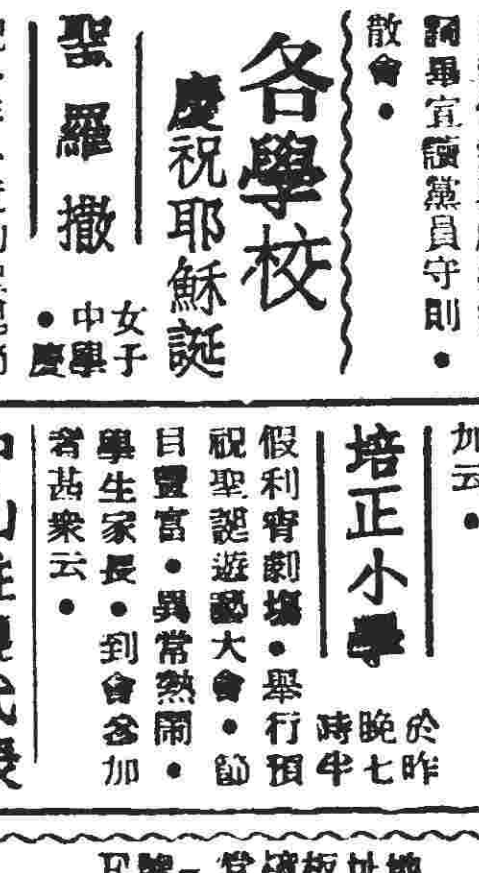 詞畢宣讀黨員守則●
散會●
各學校
慶祝耶穌誕
聖羅撒
女子
中學
●慶
加云●
培正小學
於昨
晚七
時半
假利宵劇塲●舉行預
祝聖誕遊藝大會●節
目豐富●異常熱鬧●
學生家長●到會參加
者甚衆云●